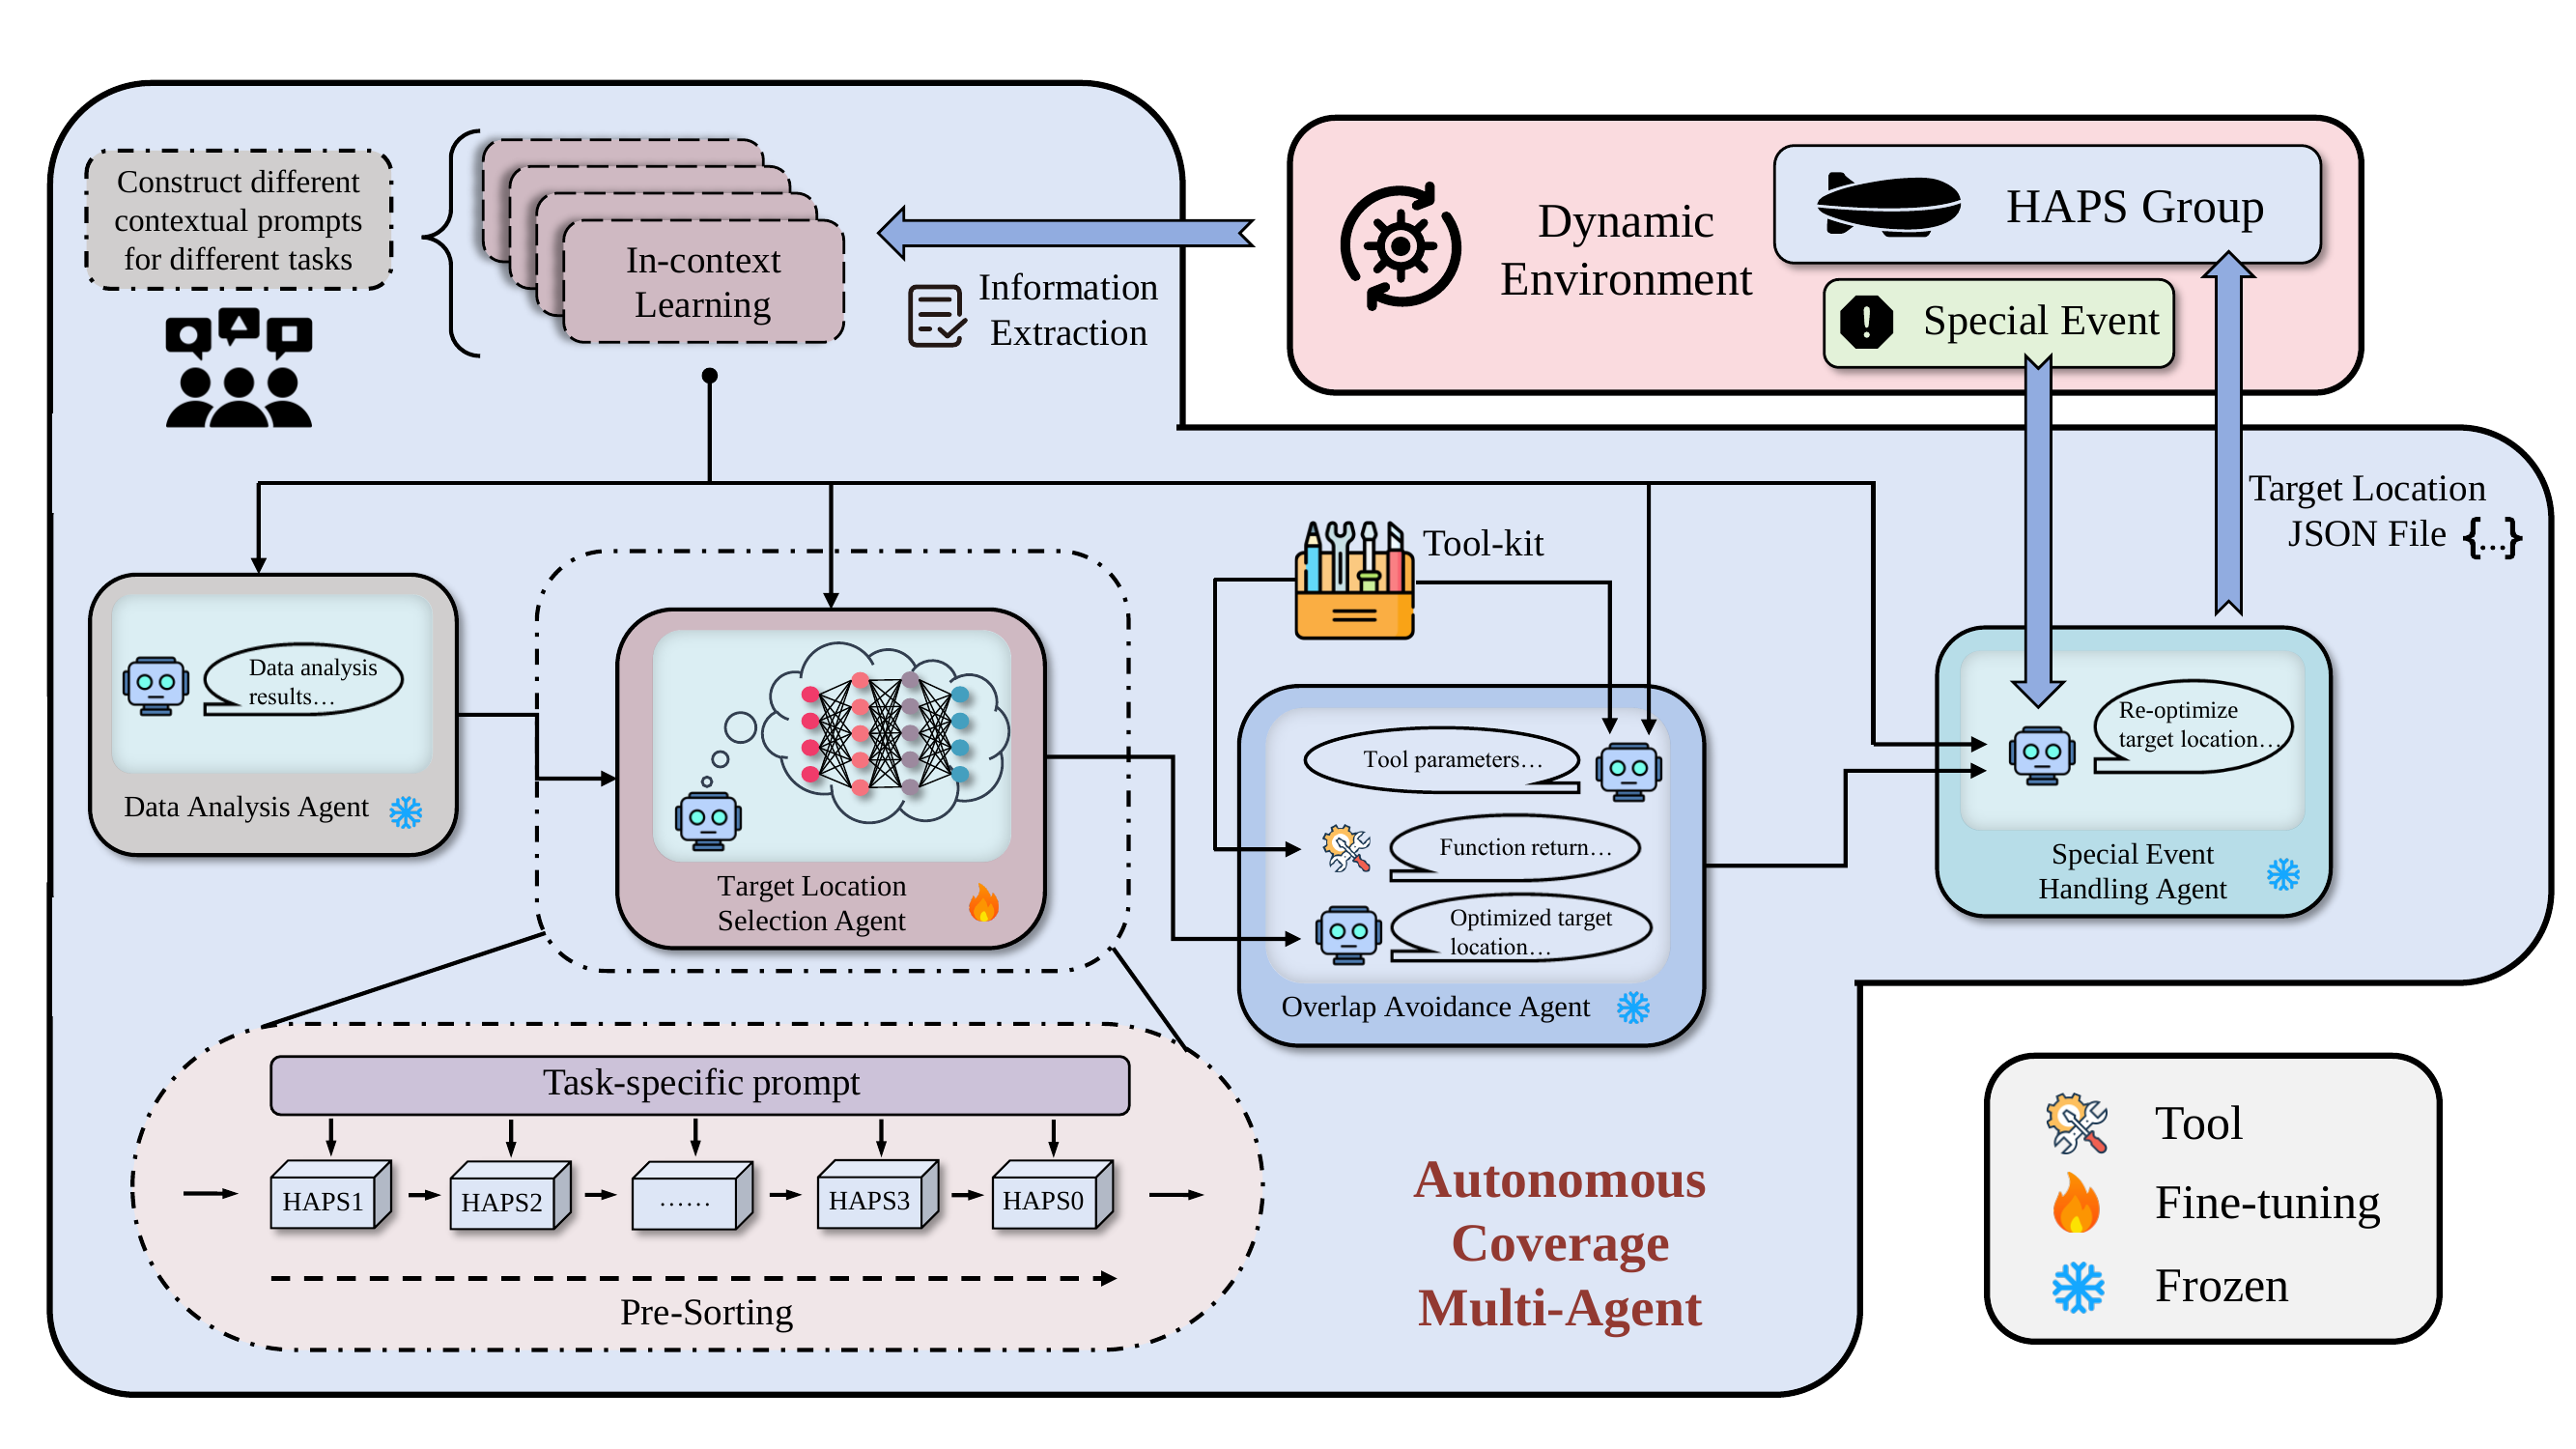 Construct different
contextual prompts
for different tasks
In-context
Learning
Information
Extraction
Dynamic
Environment
HAPS Group
Special Event
Target Location
JSON File {...}
Tool-kit
Data analysis
results…
Data Analysis Agent
Target Location
Selection Agent
Tool parameters…
Function return…
Optimized target
location…
Overlap Avoidance Agent
Re-optimize
target location…
Special Event
Handling Agent
Task-specific prompt
HAPS1
HAPS2
……
HAPS3
HAPS0
Pre-Sorting
Autonomous
Coverage
Multi-Agent
Tool
Fine-tuning
Frozen